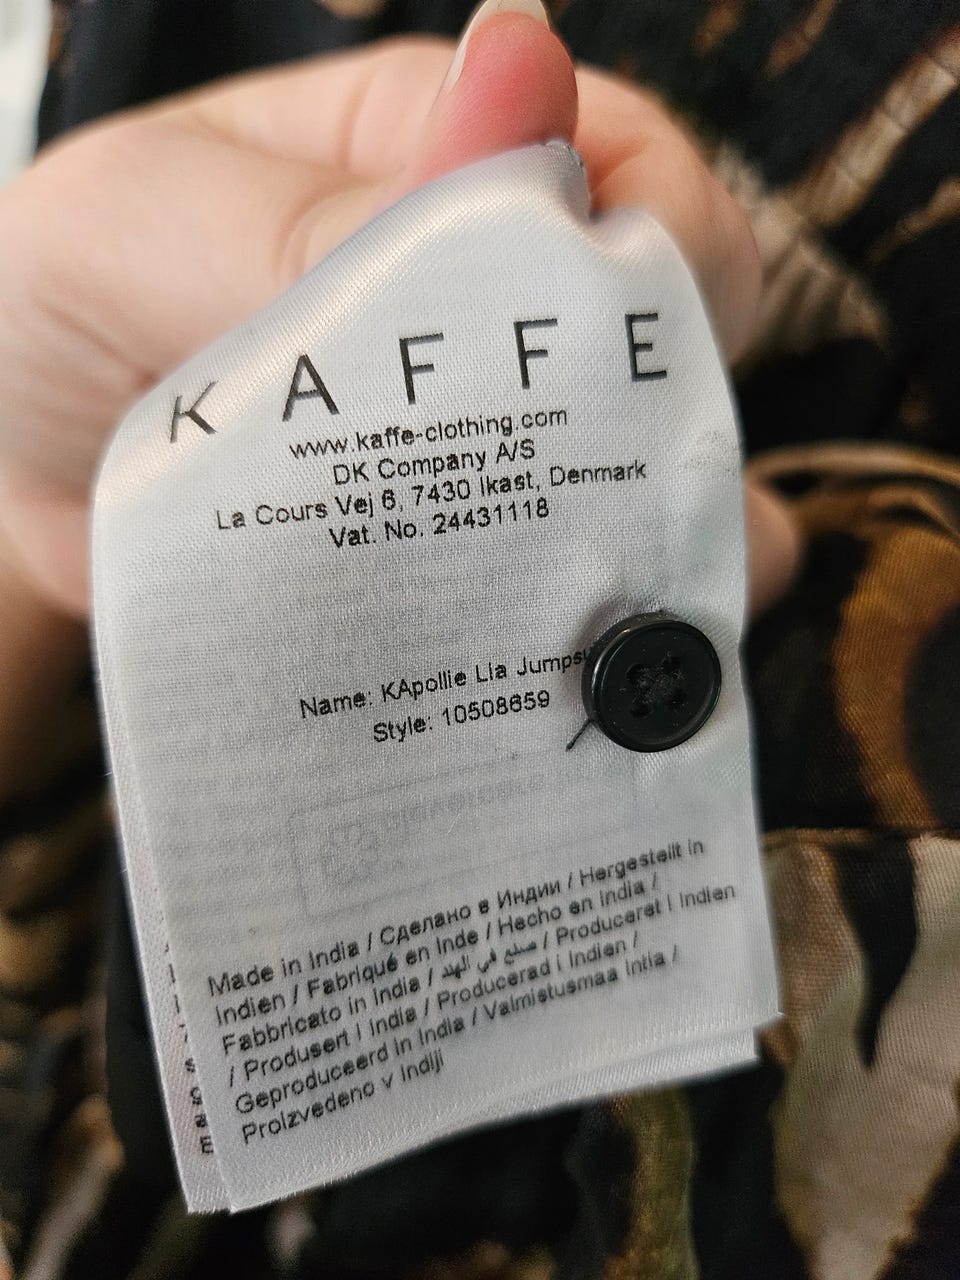 KAFFE
www.kaffe-clothing.com
DK Company A/S
La Cours Vej 6, 7430 Ikast, Denmark
Vat. No. 24431118
Name: KApollie Lia Jumps
Style: 10508659
Made in India / Сделано в Индии / Hergestellt in
Indien / Fabriqué en Inde / Hecho en India /
Fabbricato in India / صنع في الهند / Produceret i Indien
/ Produsert i India / Producerad i Indien /
Geproduceerd in India / Valmistusmaa Intia /
Proizvedeno v Indiji